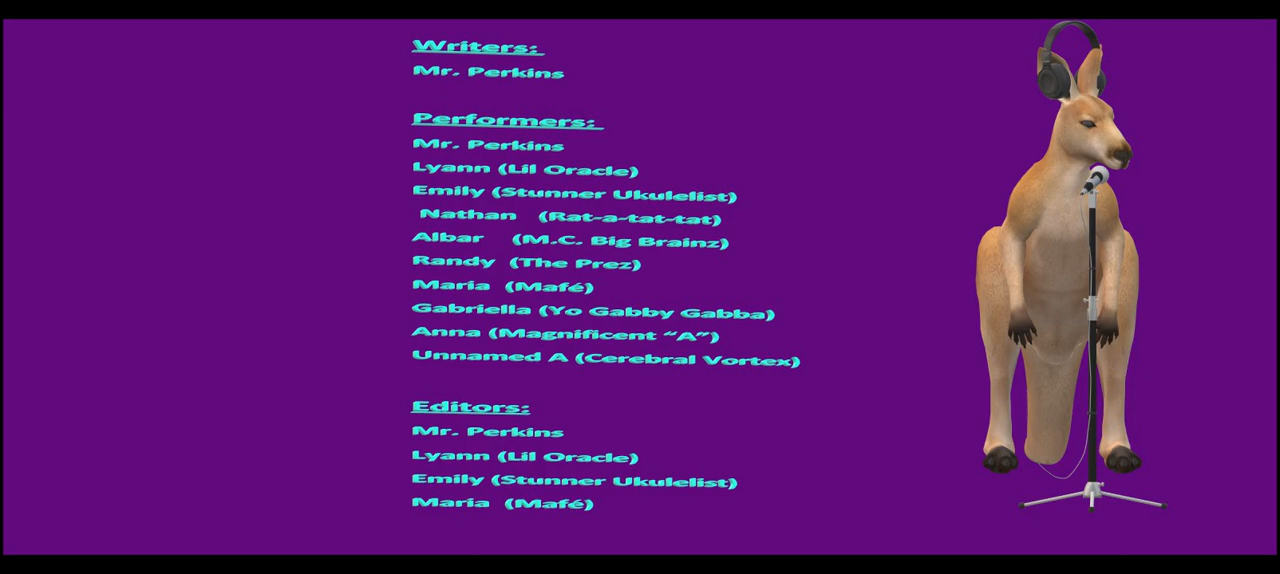 Writers:
Mr. Perkins
Performers:
Mr. Perkins
Lyann (Lil Oracle)
Emily (Stunner Ukulelist)
Nathan (Rat-a-tat-tat)
Albar (M.C. Big Brainz)
Randy (The Prez)
Maria (Mafé)
Gabriella (Yo Gabby Gabba)
Anna (Magnificent “A”)
Unnamed A (Cerebral Vortex)
Editors:
Mr. Perkins
Lyann (Lil Oracle)
Emily (Stunner Ukulelist)
Maria (Mafé)